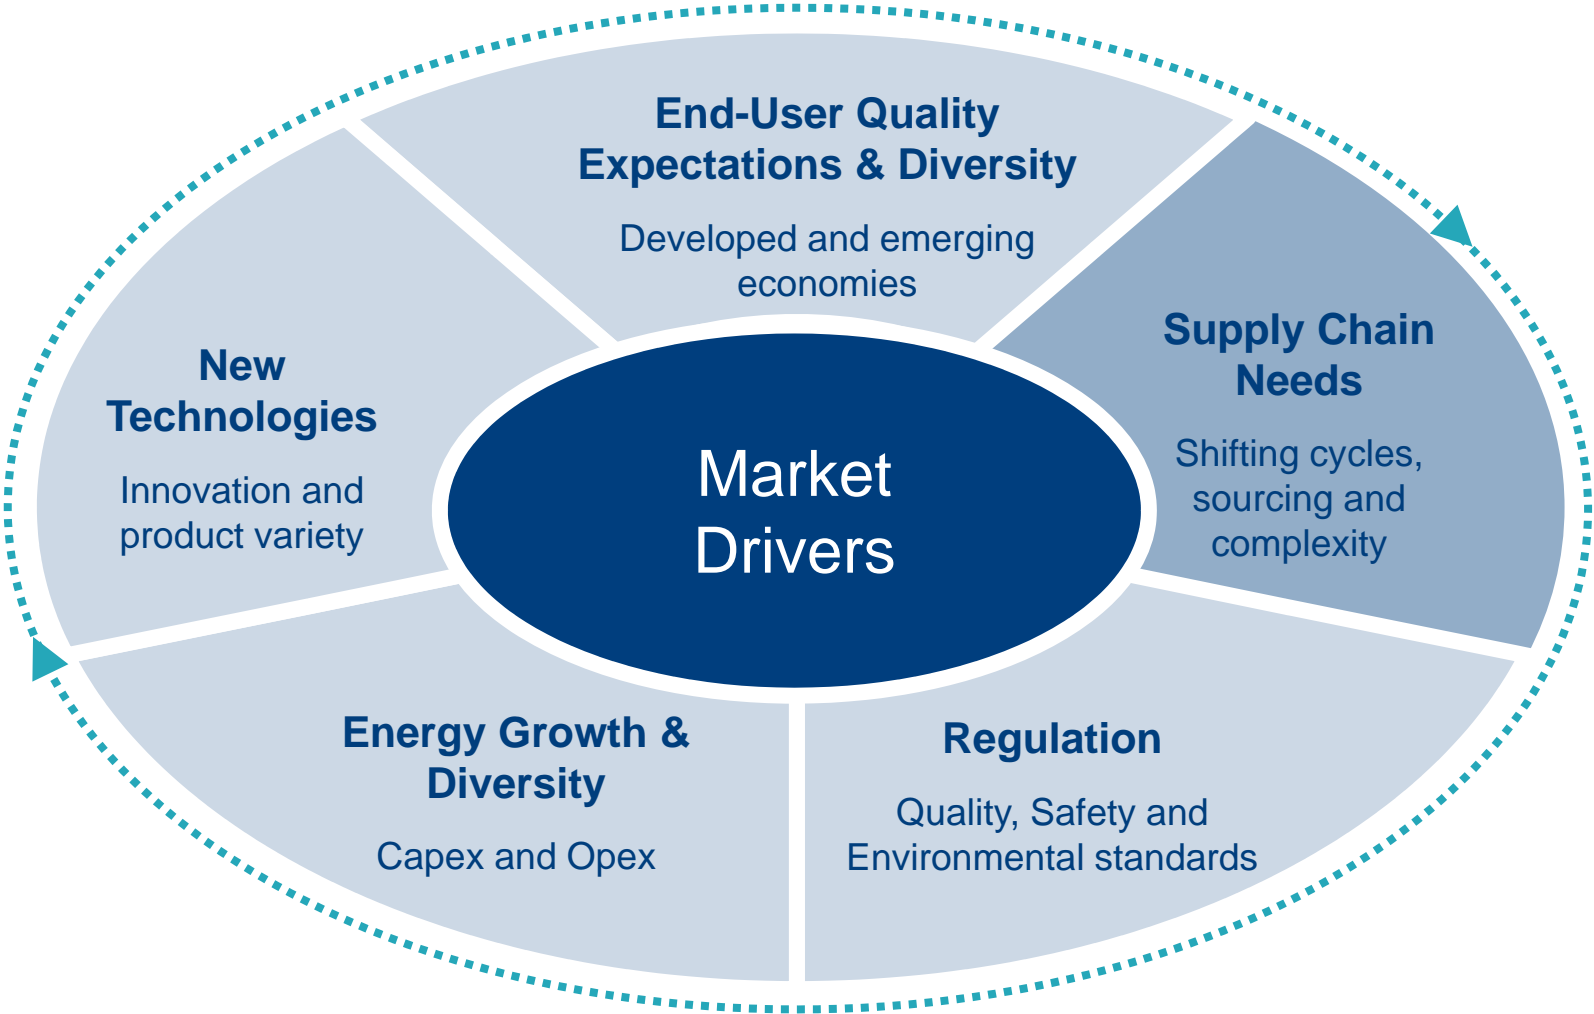 End-User Quality
Expectations & Diversity
Developed and emerging
economies
Supply Chain
Needs
Shifting cycles,
sourcing and
complexity
New
Technologies
Innovation and
product variety
Market
Drivers
Energy Growth &
Diversity
Capex and Opex
Regulation
Quality, Safety and
Environmental standards